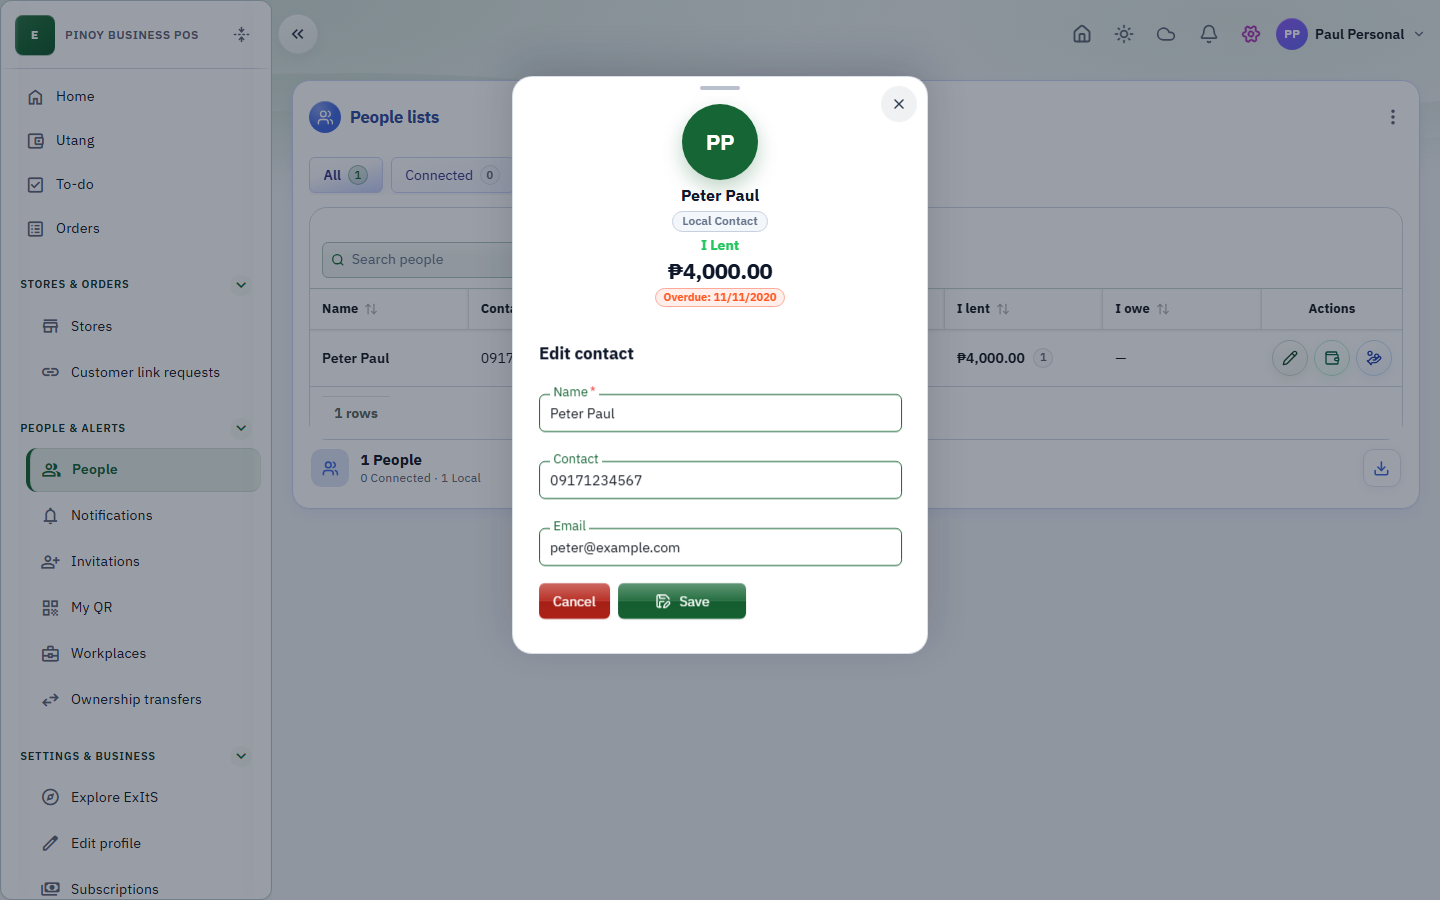 E
PINOY BUSINESS POS
Home
Utang
To-do
Orders
STORES & ORDERS
Stores
Customer link requests
PEOPLE & ALERTS
People
Notifications
Invitations
My QR
Workplaces
Ownership transfers
SETTINGS & BUSINESS
Explore ExItS
Edit profile
Subscriptions
PP
Paul Personal
People lists
All 1
Connected 0
Search people
Name
Conta
I lent
I owe
Actions
Peter Paul
0917
₱4,000.00 1
—
1 rows
1 People
0 Connected · 1 Local
PP
Peter Paul
Local Contact
I Lent
₱4,000.00
Overdue: 11/11/2020
Edit contact
Name *
Peter Paul
Contact
09171234567
Email
peter@example.com
Cancel
Save